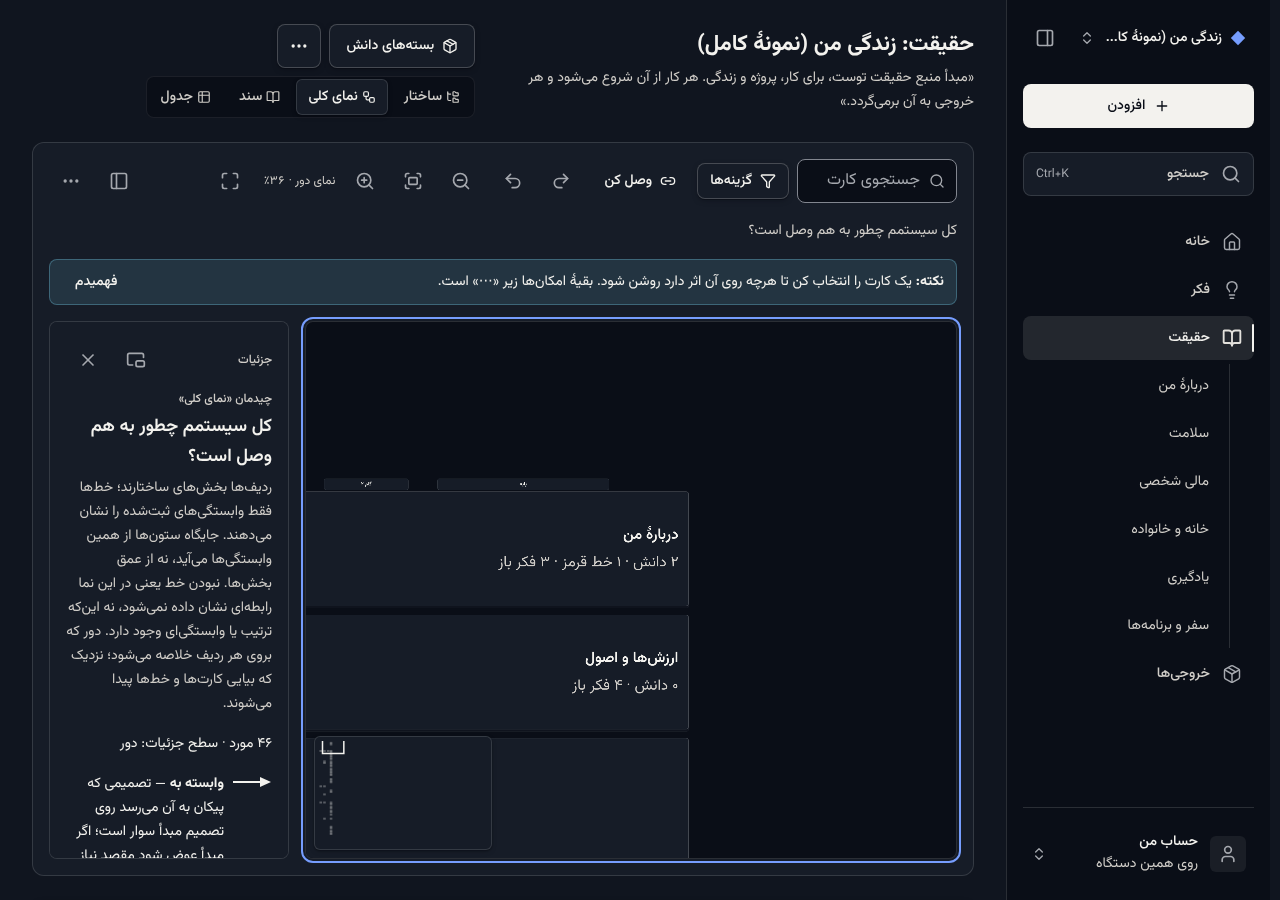 زندگی من (نمونهٔ کا...
افزودن
جستجو
Ctrl+K
خانه
فکر
حقیقت
دربارهٔ من
سلامت
مالی شخصی
خانه و خانواده
یادگیری
سفر و برنامه‌ها
خروجی‌ها
حساب من
روی همین دستگاه
حقیقت: زندگی من (نمونهٔ کامل)
«مبدأ منبع حقیقت توست، برای کار، پروژه و زندگی. هر کار از آن شروع می‌شود و هر
خروجی به آن برمی‌گردد.»
بسته‌های دانش
ساختار
نمای کلی
سند
جدول
جستجوی کارت
گزینه‌ها
وصل کن
نمای دور · ۳۶٪
کل سیستمم چطور به هم وصل است؟
نکته: یک کارت را انتخاب کن تا هرچه روی آن اثر دارد روشن شود. بقیهٔ امکان‌ها زیر «···» است.
فهمیدم
دربارهٔ من
۲ دانش · ۱ خط قرمز · ۳ فکر باز
ارزش‌ها و اصول
۰ دانش · ۴ فکر باز
جزئیات
چیدمان «نمای کلی»
کل سیستمم چطور به هم
وصل است؟
ردیف‌ها بخش‌های ساختارند؛ خط‌ها
فقط وابستگی‌های ثبت‌شده را نشان
می‌دهند. جایگاه ستون‌ها از همین
وابستگی‌ها می‌آید، نه از عمق
بخش‌ها. نبودن خط یعنی در این نما
رابطه‌ای نشان داده نمی‌شود، نه این‌که
ترتیب یا وابستگی‌ای وجود دارد. دور که
بروی هر ردیف خلاصه می‌شود؛ نزدیک
که بیایی کارت‌ها و خط‌ها پیدا
می‌شوند.
۴۶ مورد · سطح جزئیات: دور
وابسته به — تصمیمی که
پیکان به آن می‌رسد روی
تصمیم مبدأ سوار است؛ اگر
مبدأ عوض شود مقصد نیاز